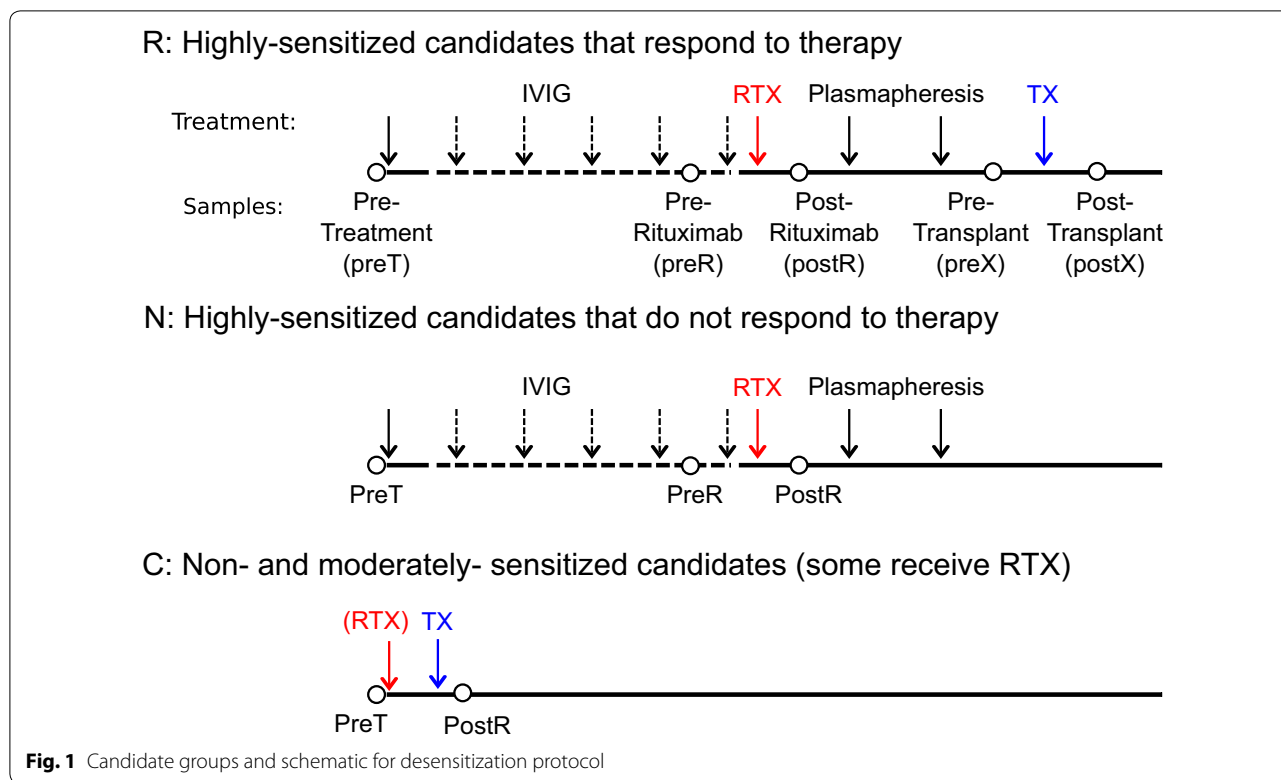 R: Highly-sensitized candidates that respond to therapy
IVIG RTX Plasmapheresis TX
Treatment:
Samples:
Pre- Pre- Post- Pre- Post-
Treatment Rituximab Rituximab Transplant Transplant
(preT) (preR) (postR) (preX) (postX)
N: Highly-sensitized candidates that do not respond to therapy
IVIG RTX Plasmapheresis
PreT PreR PostR
C: Non- and moderately- sensitized candidates (some receive RTX)
(RTX) TX
PreT PostR
Fig. 1 Candidate groups and schematic for desensitization protocol